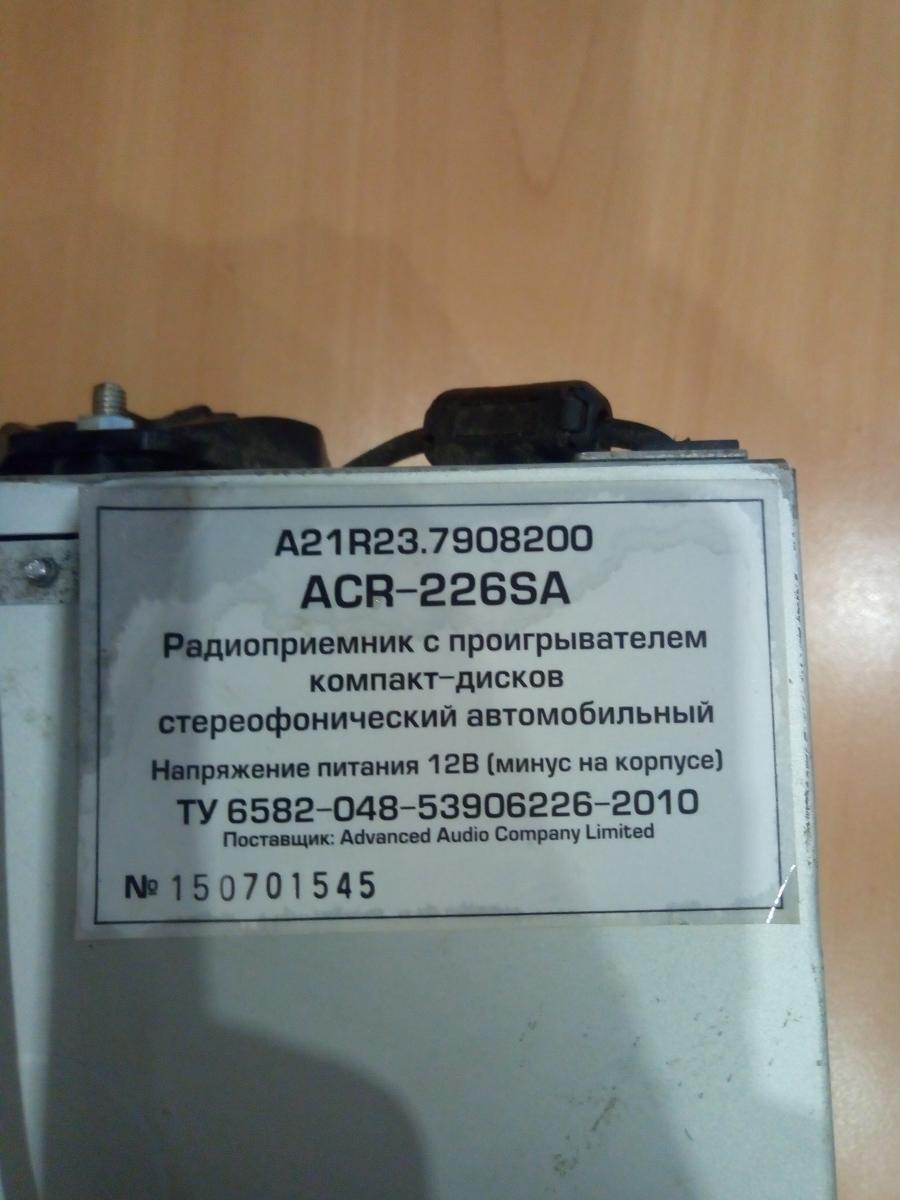 A21R23.7908200
ACR-226SA
Радиоприемник с проигрывателем
компакт-дисков
стереофонический автомобильный
Напряжение питания 12В (минус на корпусе)
ТУ 6582-048-53906226-2010
Поставщик: Advanced Audio Company Limited
№ 150701545